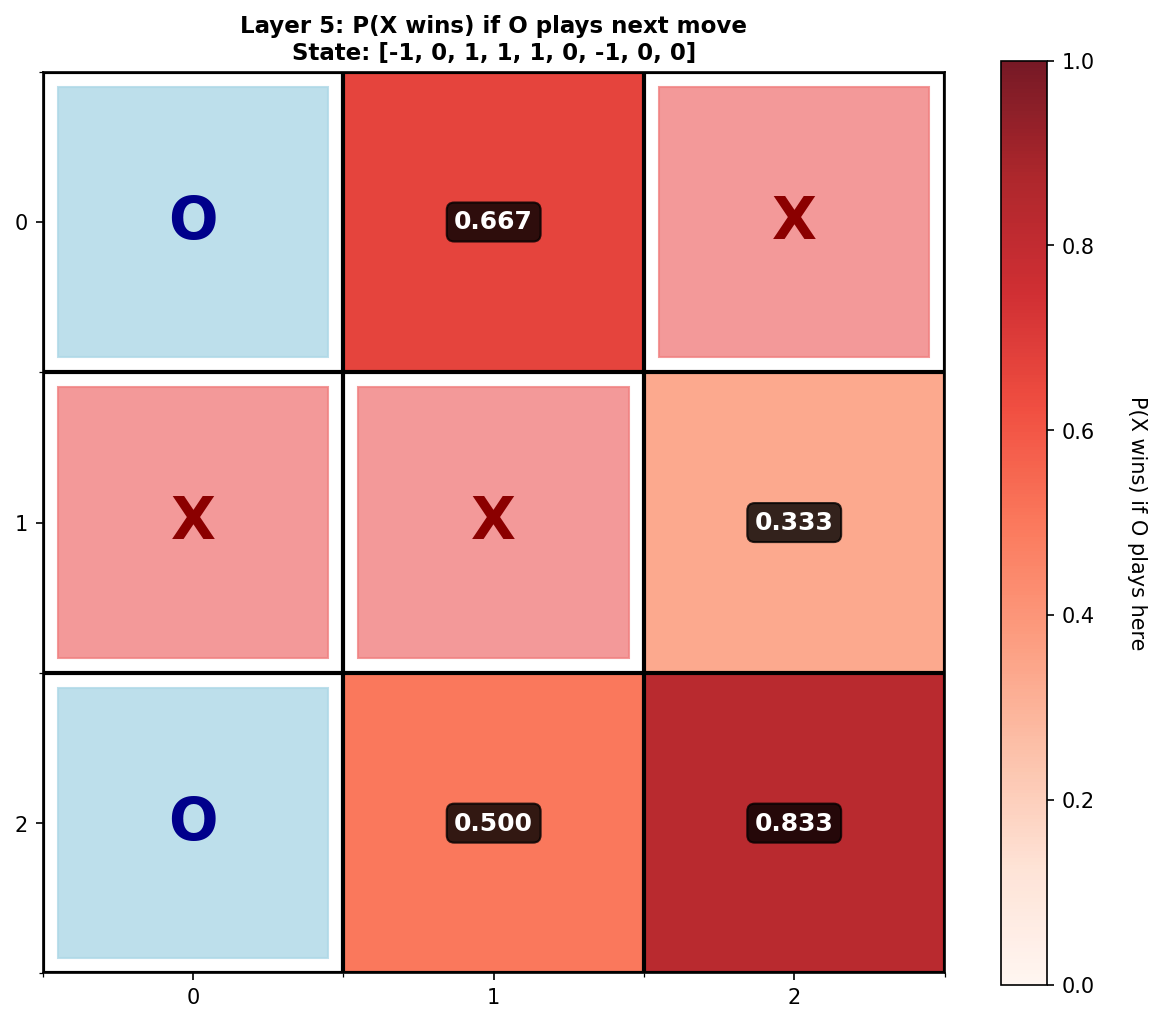 Layer 5: P(X wins) if O plays next move
State: [-1, 0, 1, 1, 1, 0, -1, 0, 0]
0
O
0.667
X
1
X
X
0.333
2
O
0.500
0.833
0
1
2
1.0
0.8
0.6
0.4
0.2
0.0
P(X wins) if O plays here